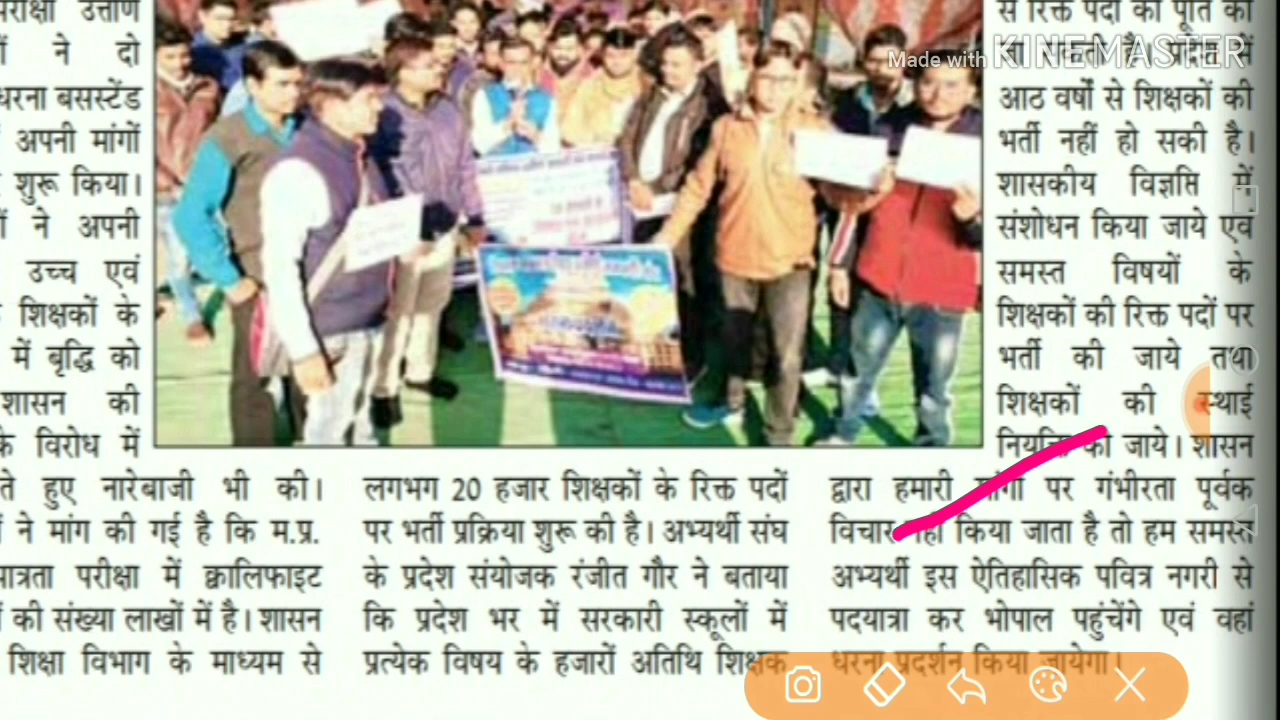 परीक्षा उत्तीर्ण
ने दो
धरना बसस्टेंड
अपनी मांगों
शुरू किया।
ने अपनी
उच्च एवं
शिक्षकों के
में बृद्धि को
शासन की
के विरोध में
ते हुए नारेबाजी भी की।
ने मांग की गई है कि म.प्र.
पात्रता परीक्षा में क्वालिफाइट
की संख्या लाखों में है। शासन
शिक्षा विभाग के माध्यम से
लगभग 20 हजार शिक्षकों के रिक्त पदों
पर भर्ती प्रक्रिया शुरू की है। अभ्यर्थी संघ
के प्रदेश संयोजक रंजीत गौर ने बताया
कि प्रदेश भर में सरकारी स्कूलों में
प्रत्येक विषय के हजारों अतिथि शिक्षक
से रिक्त पदों की पूर्ति की
है। प्रदेश में
आठ वर्षों से शिक्षकों की
भर्ती नहीं हो सकी है।
शासकीय विज्ञप्ति में
संशोधन किया जाये एवं
समस्त विषयों के
शिक्षकों की रिक्त पदों पर
भर्ती की जाये तथा
शिक्षकों की स्थाई
नियुक्ति की जाये। शासन
द्वारा हमारी मांगों पर गंभीरता पूर्वक
विचार नहीं किया जाता है तो हम समस्त
अभ्यर्थी इस ऐतिहासिक पवित्र नगरी से
पदयात्रा कर भोपाल पहुंचेंगे एवं वहां
धरना प्रदर्शन किया जायेगा।
Made with KINEMASTER